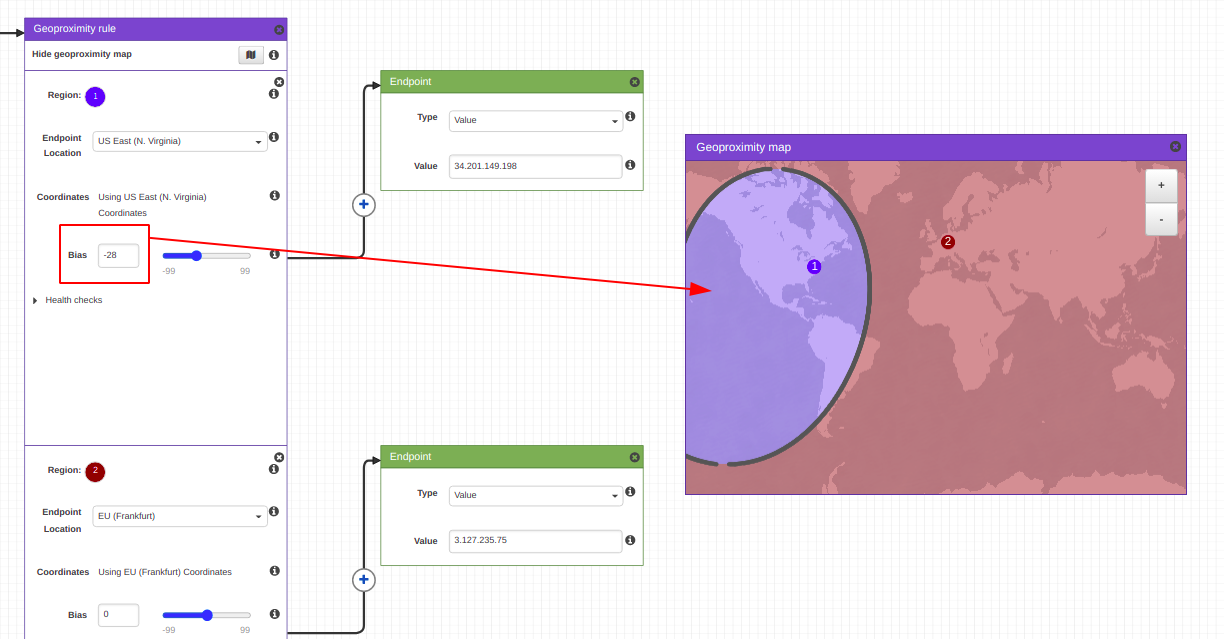 Geoproximity rule
Hide geoproximity map
Region: 1
Endpoint Location US East (N. Virginia)
Coordinates Using US East (N. Virginia) Coordinates
Bias -28
-99 99
Health checks
Endpoint
Type Value
Value 34.201.149.198
Geoproximity map
+
-
2
1
Region: 2
Endpoint Location EU (Frankfurt)
Coordinates Using EU (Frankfurt) Coordinates
Bias 0
-99 99
Endpoint
Type Value
Value 3.127.235.75